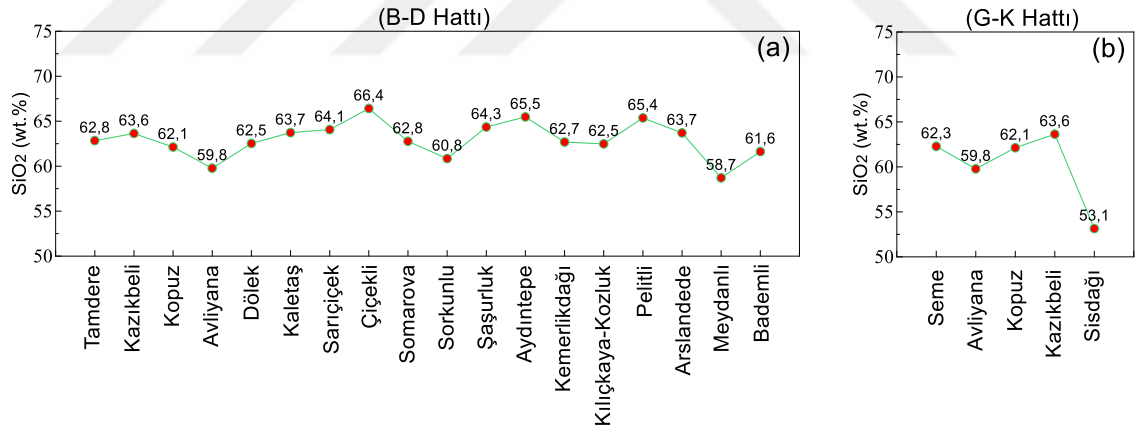 (B-D Hattı)
(a)
SiO2 (wt.%)
75
70
65
60
55
50
62,8
63,6
62,1
59,8
62,5
63,7
64,1
66,4
62,8
60,8
64,3
65,5
62,7
62,5
65,4
63,7
58,7
61,6
Tamdere
Kazıkbeli
Kopuz
Avliyana
Dölek
Kaletaş
Sarıçiçek
Çiçekli
Somarova
Sorkunlu
Şaşurluk
Aydıntepe
Kemerlikdağı
Kılıçkaya-Kozluk
Pelitli
Arslandede
Meydanlı
Bademli
(G-K Hattı)
(b)
SiO2 (wt.%)
75
70
65
60
55
50
62,3
59,8
62,1
63,6
53,1
Seme
Avliyana
Kopuz
Kazıkbeli
Sisdağı